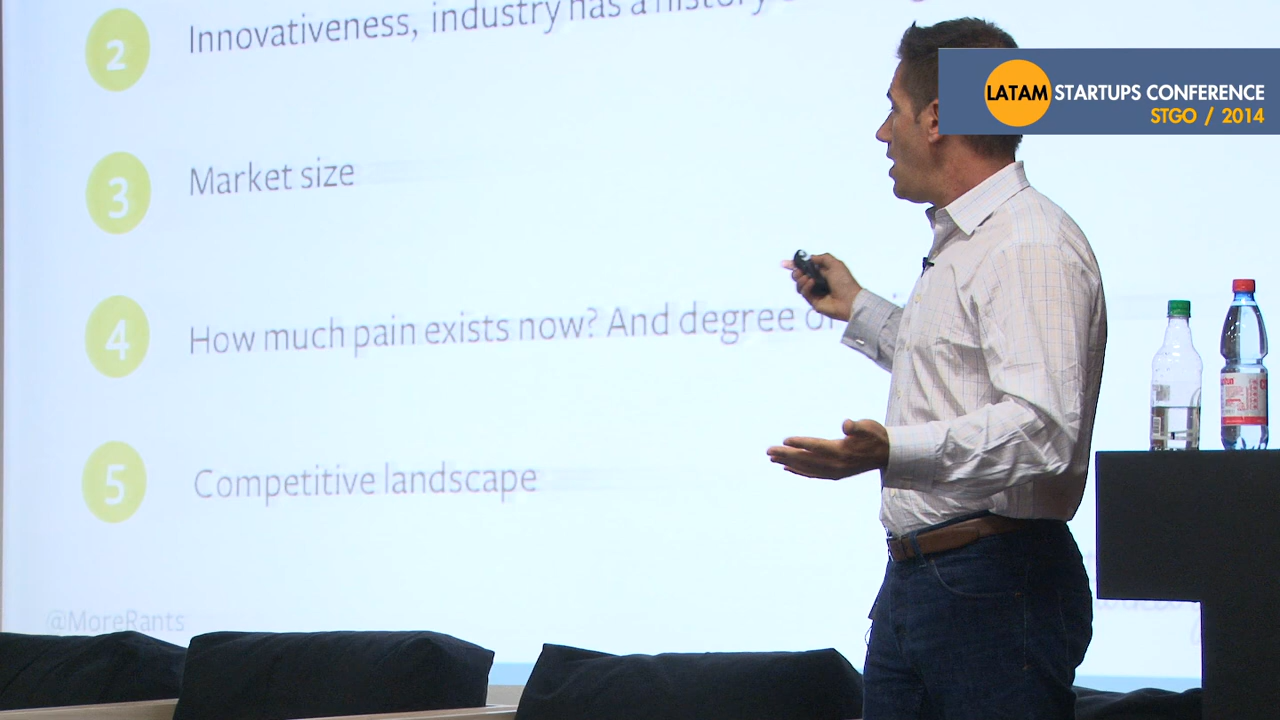 2 Innovativeness, industry has a history
LATAM STARTUPS CONFERENCE
STGO / 2014
3 Market size
4 How much pain exists now? And degree of
5 Competitive landscape
@MoreRants